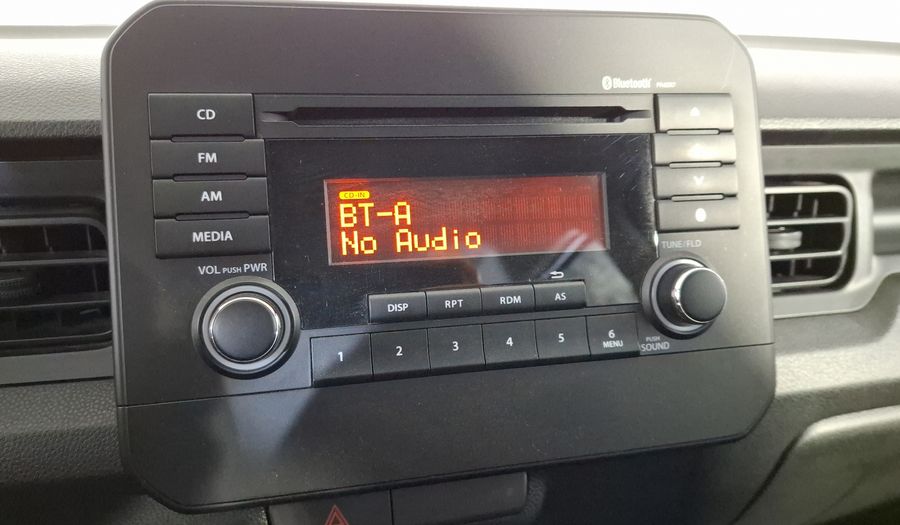 Bluetooth
CD
FM
AM
MEDIA
CD-IN
BT-A
No Audio
VOL PUSH PWR
TUNE/FLD
DISP
RPT
RDM
AS
1
2
3
4
5
6
MENU
PUSH
SOUND